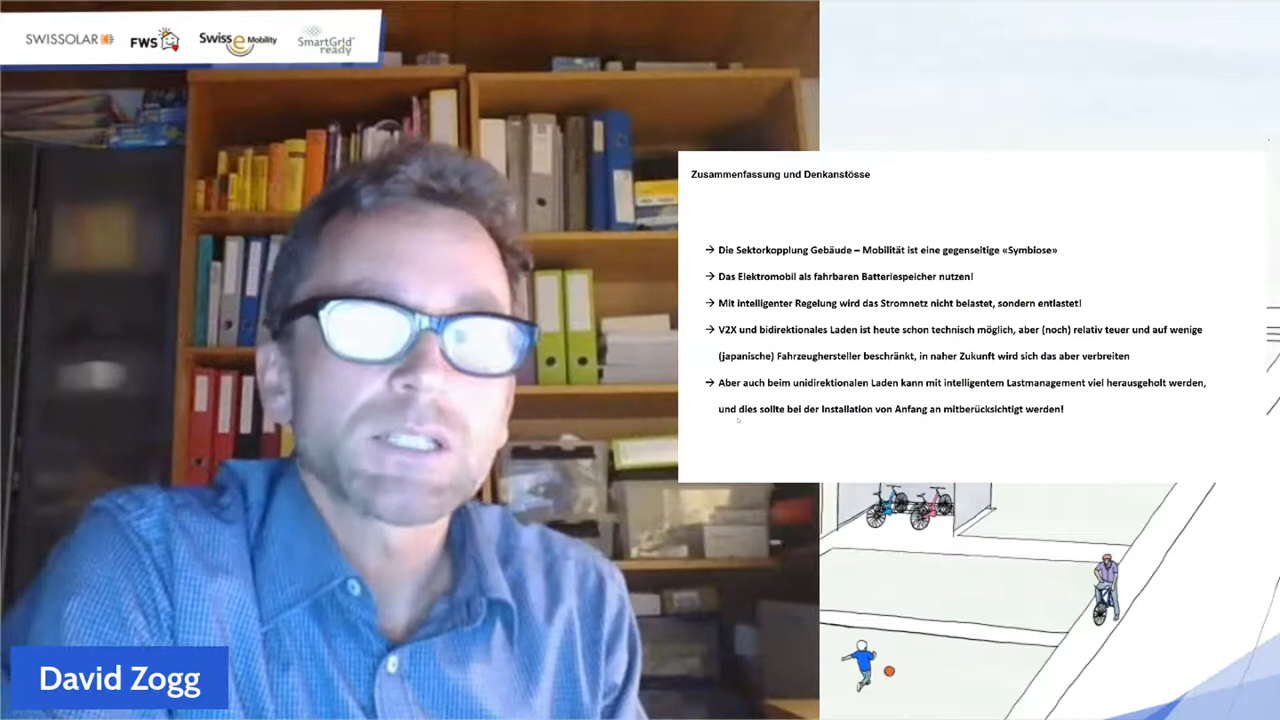 SWISSOLAR
FWS
Swiss eMobility
SmartGrid
ready
Zusammenfassung und Denkanstösse
→ Die Sektorkopplung Gebäude – Mobilität ist eine gegenseitige «Symbiose»
→ Das Elektromobil als fahrbaren Batteriespeicher nutzen!
→ Mit intelligenter Regelung wird das Stromnetz nicht belastet, sondern entlastet!
→ V2X und bidirektionales Laden ist heute schon technisch möglich, aber (noch) relativ teuer und auf wenige
(japanische) Fahrzeughersteller beschränkt, in naher Zukunft wird sich das aber verbreiten
→ Aber auch beim unidirektionalen Laden kann mit intelligentem Lastmanagement viel herausgeholt werden,
und dies sollte bei der Installation von Anfang an mitberücksichtigt werden!
David Zogg